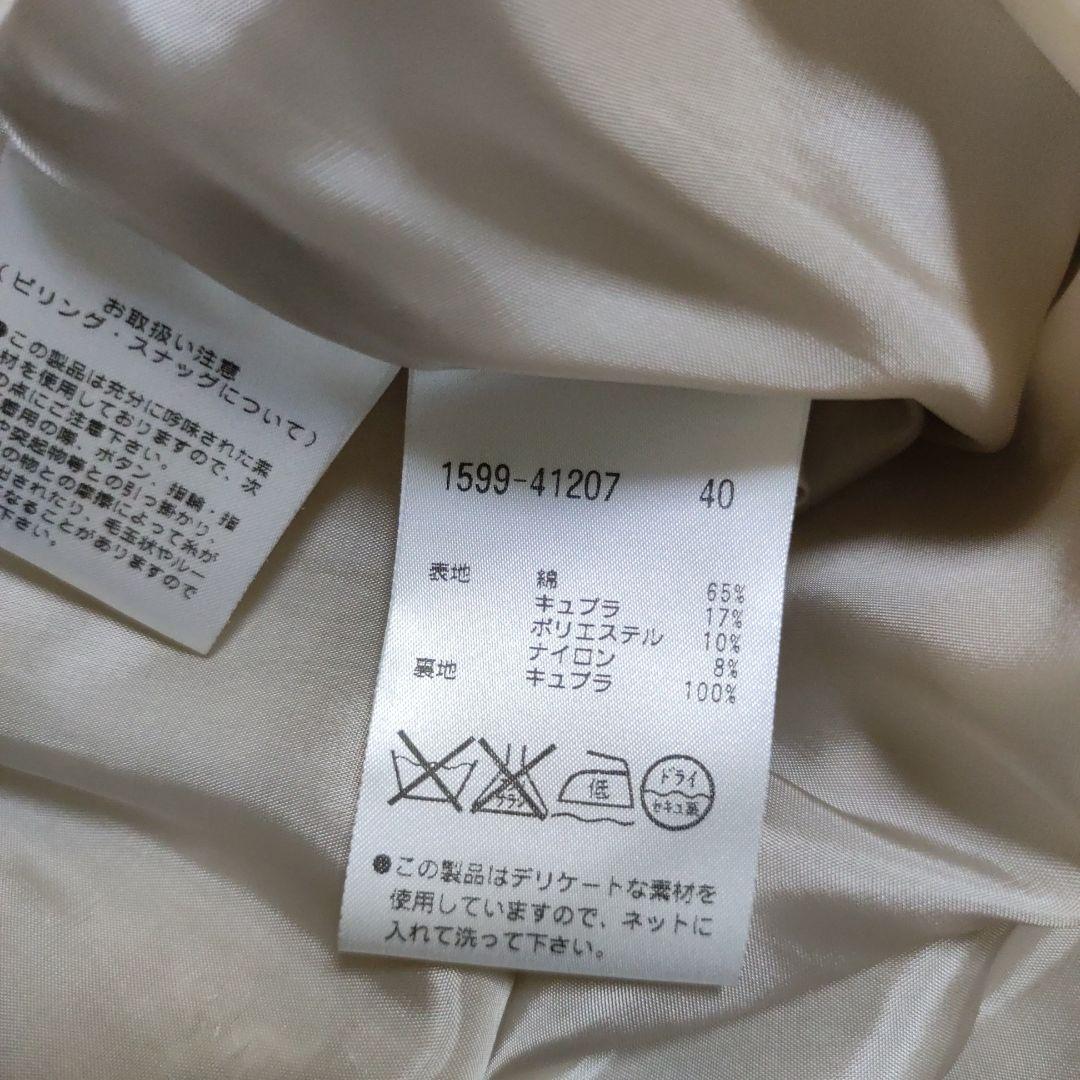 お取扱い注意
(ピリング・スナッグについて)
●この製品は充分に吟味された素
材を使用しておりますので、次
の点にご注意下さい。
着用の際、ボタン、指輪・指
や突起物等との引っ掛かり、
の物との摩擦によって糸が
出されたり、毛玉状やルー
なることがありますので
下さい。
1599-41207 40
表地 綿 65%
キュプラ 17%
ポリエステル 10%
ナイロン 8%
裏地 キュプラ 100%
エンソ
サラシ
低
ドライ
セキユ系
●この製品はデリケートな素材を
使用していますので、ネットに
入れて洗って下さい。